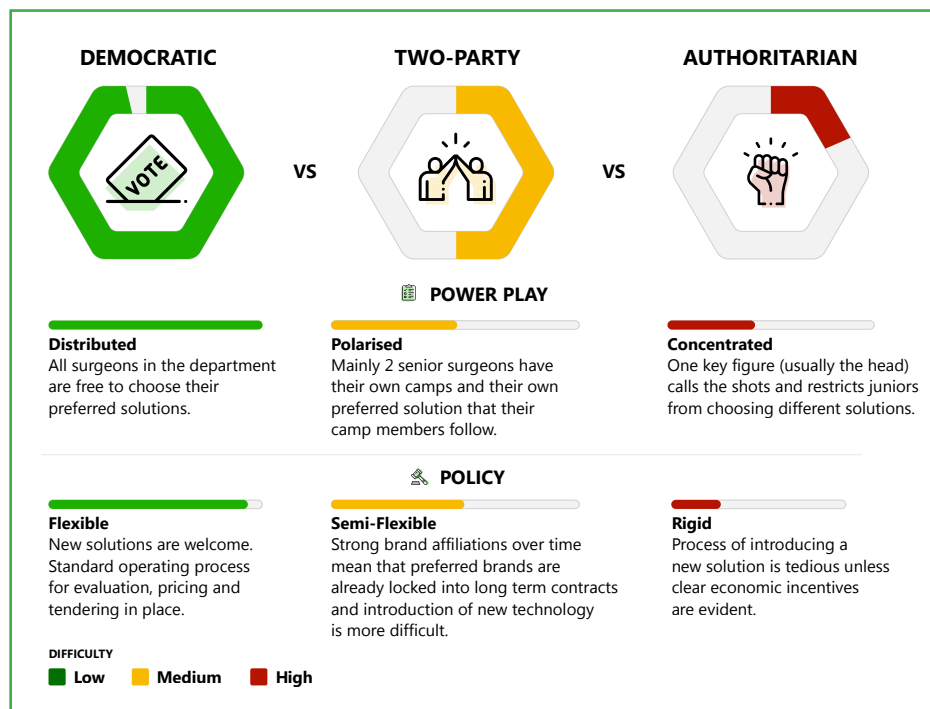 DEMOCRATIC
TWO-PARTY
AUTHORITARIAN
VOTE
VS
VS
POWER PLAY
Distributed
All surgeons in the department
are free to choose their
preferred solutions.
Polarised
Mainly 2 senior surgeons have
their own camps and their own
preferred solution that their
camp members follow.
Concentrated
One key figure (usually the head)
calls the shots and restricts juniors
from choosing different solutions.
POLICY
Flexible
New solutions are welcome.
Standard operating process
for evaluation, pricing and
tendering in place.
Semi-Flexible
Strong brand affiliations over time
mean that preferred brands are
already locked into long term contracts
and introduction of new technology
is more difficult.
Rigid
Process of introducing a
new solution is tedious unless
clear economic incentives
are evident.
DIFFICULTY
Low
Medium
High